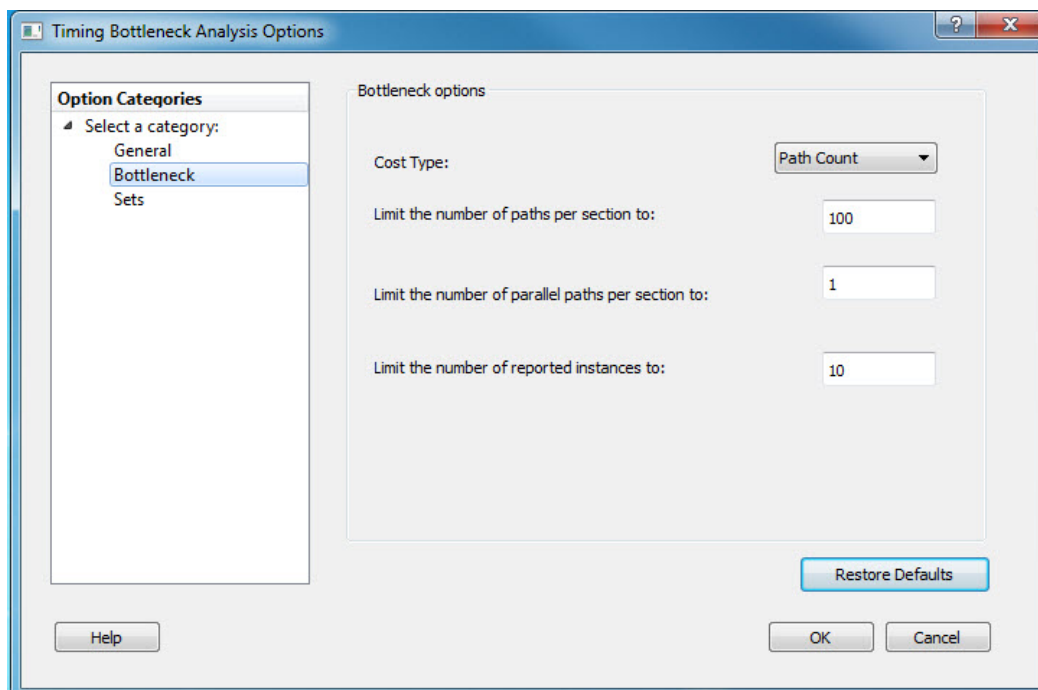 Timing Bottleneck Analysis Options
Option Categories
Select a category:
General
Bottleneck
Sets
Bottleneck options
Cost Type:
Path Count
Limit the number of paths per section to:
100
Limit the number of parallel paths per section to:
1
Limit the number of reported instances to:
10
Restore Defaults
Help
OK
Cancel